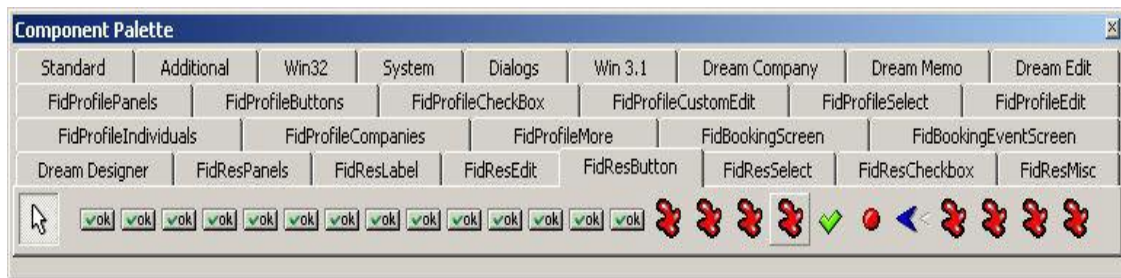 Component Palette
Standard Additional Win32 System Dialogs Win 3.1 Dream Company Dream Memo Dream Edit
FidProfilePanels FidProfileButtons FidProfileCheckBox FidProfileCustomEdit FidProfileSelect FidProfileEdit
FidProfileIndividuals FidProfileCompanies FidProfileMore FidBookingScreen FidBookingEventScreen
Dream Designer FidResPanels FidResLabel FidResEdit FidResButton FidResSelect FidResCheckbox FidResMisc
ok ok ok ok ok ok ok ok ok ok ok ok ok ok